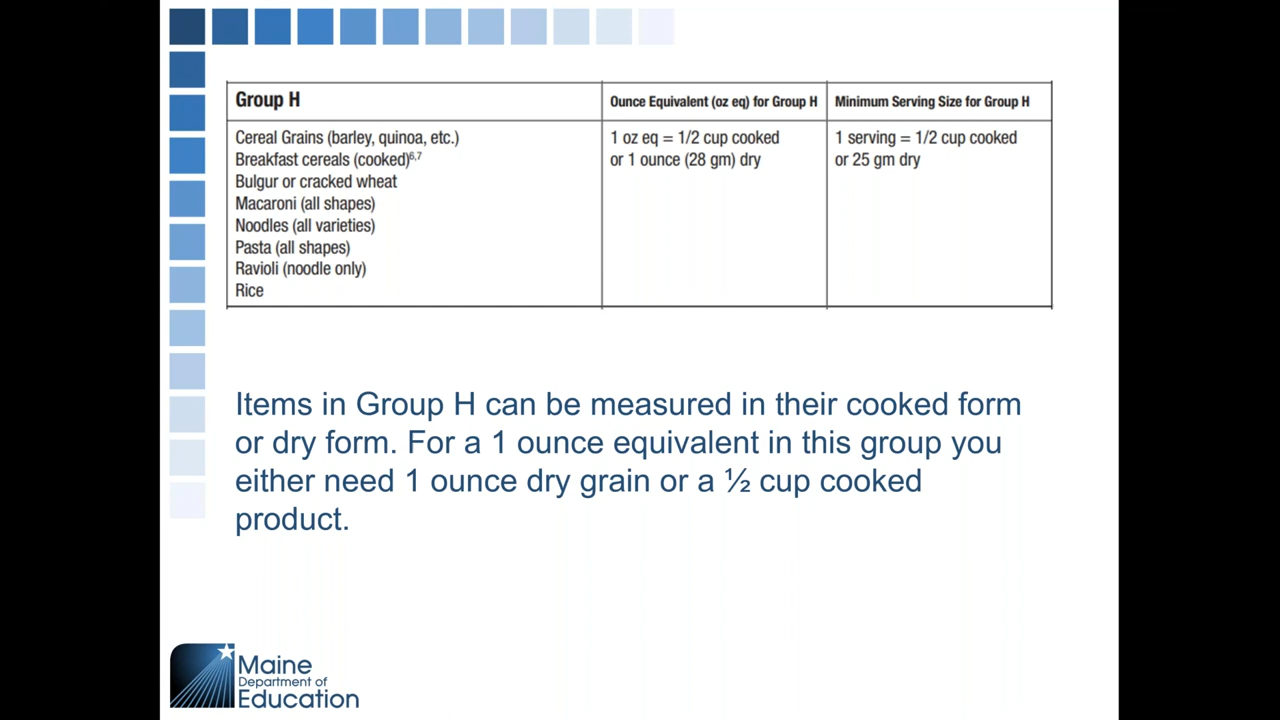 Group H
Ounce Equivalent (oz eq) for Group H
Minimum Serving Size for Group H
Cereal Grains (barley, quinoa, etc.)
Breakfast cereals (cooked)6,7
Bulgur or cracked wheat
Macaroni (all shapes)
Noodles (all varieties)
Pasta (all shapes)
Ravioli (noodle only)
Rice
1 oz eq = 1/2 cup cooked
or 1 ounce (28 gm) dry
1 serving = 1/2 cup cooked
or 25 gm dry
Items in Group H can be measured in their cooked form
or dry form. For a 1 ounce equivalent in this group you
either need 1 ounce dry grain or a ½ cup cooked
product.
Maine
Department of
Education